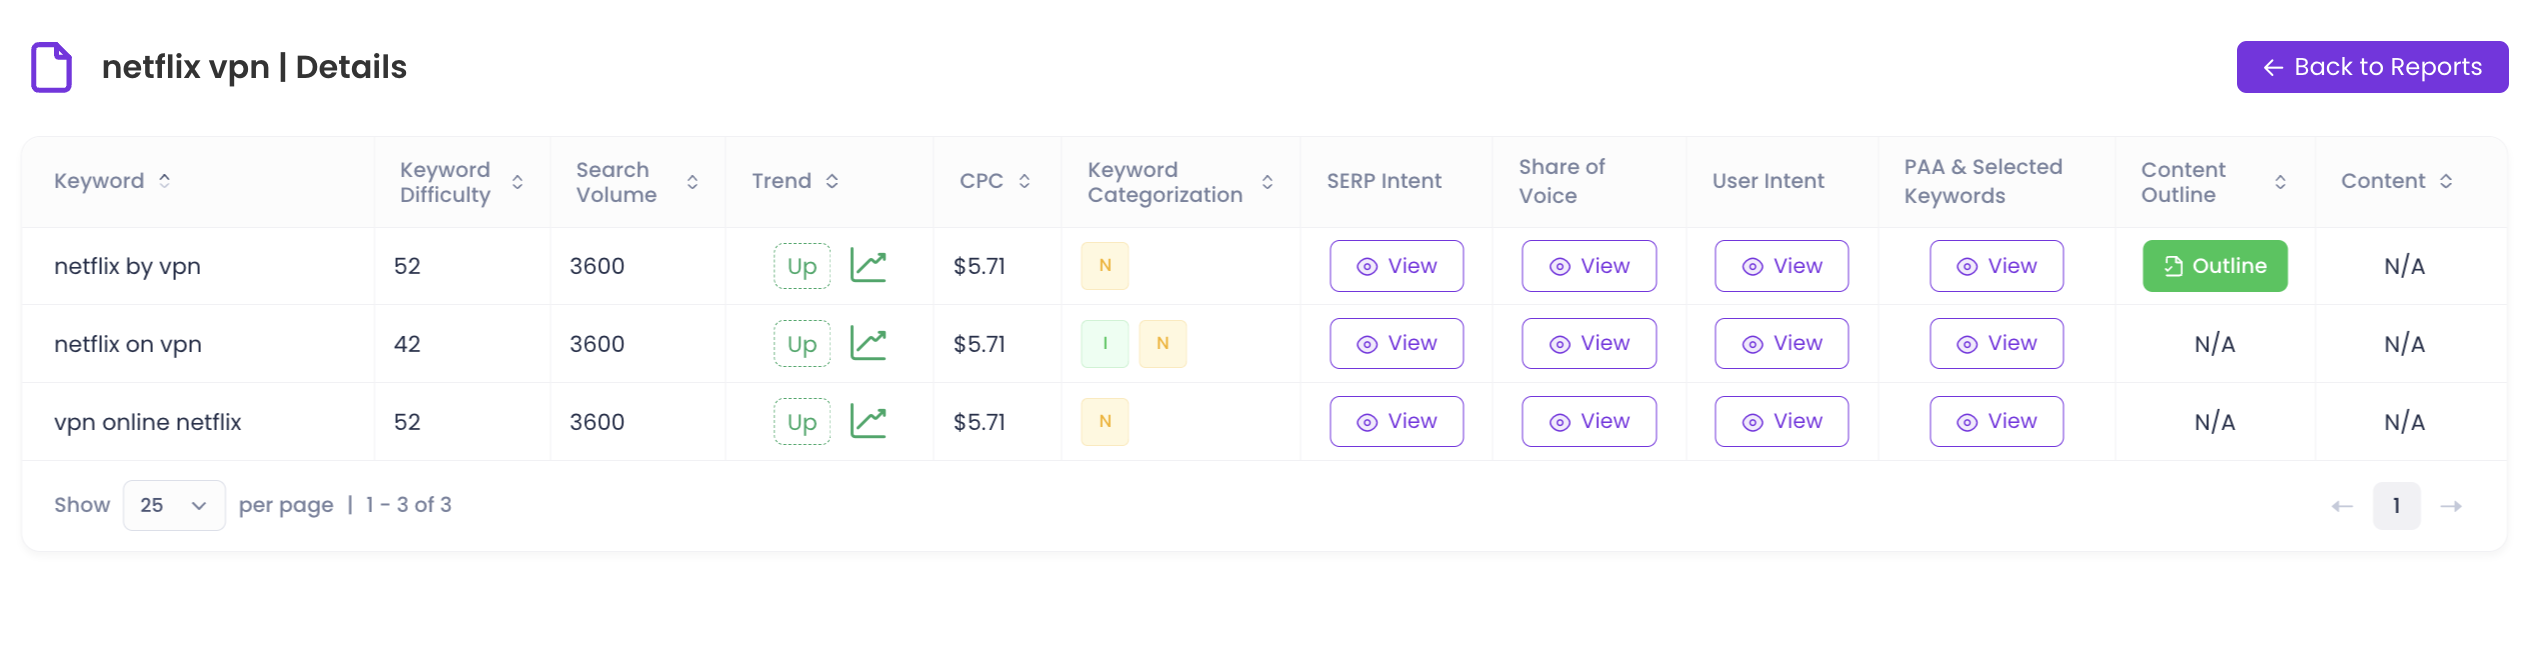 netflix vpn | Details
← Back to Reports
Keyword
Keyword Difficulty
Search Volume
Trend
CPC
Keyword Categorization
SERP Intent
Share of Voice
User Intent
PAA & Selected Keywords
Content Outline
Content
netflix by vpn 52 3600 Up $5.71 N View View View View Outline N/A
netflix on vpn 42 3600 Up $5.71 I N View View View View N/A N/A
vpn online netflix 52 3600 Up $5.71 N View View View View N/A N/A
Show 25 per page | 1 - 3 of 3 ← 1 →